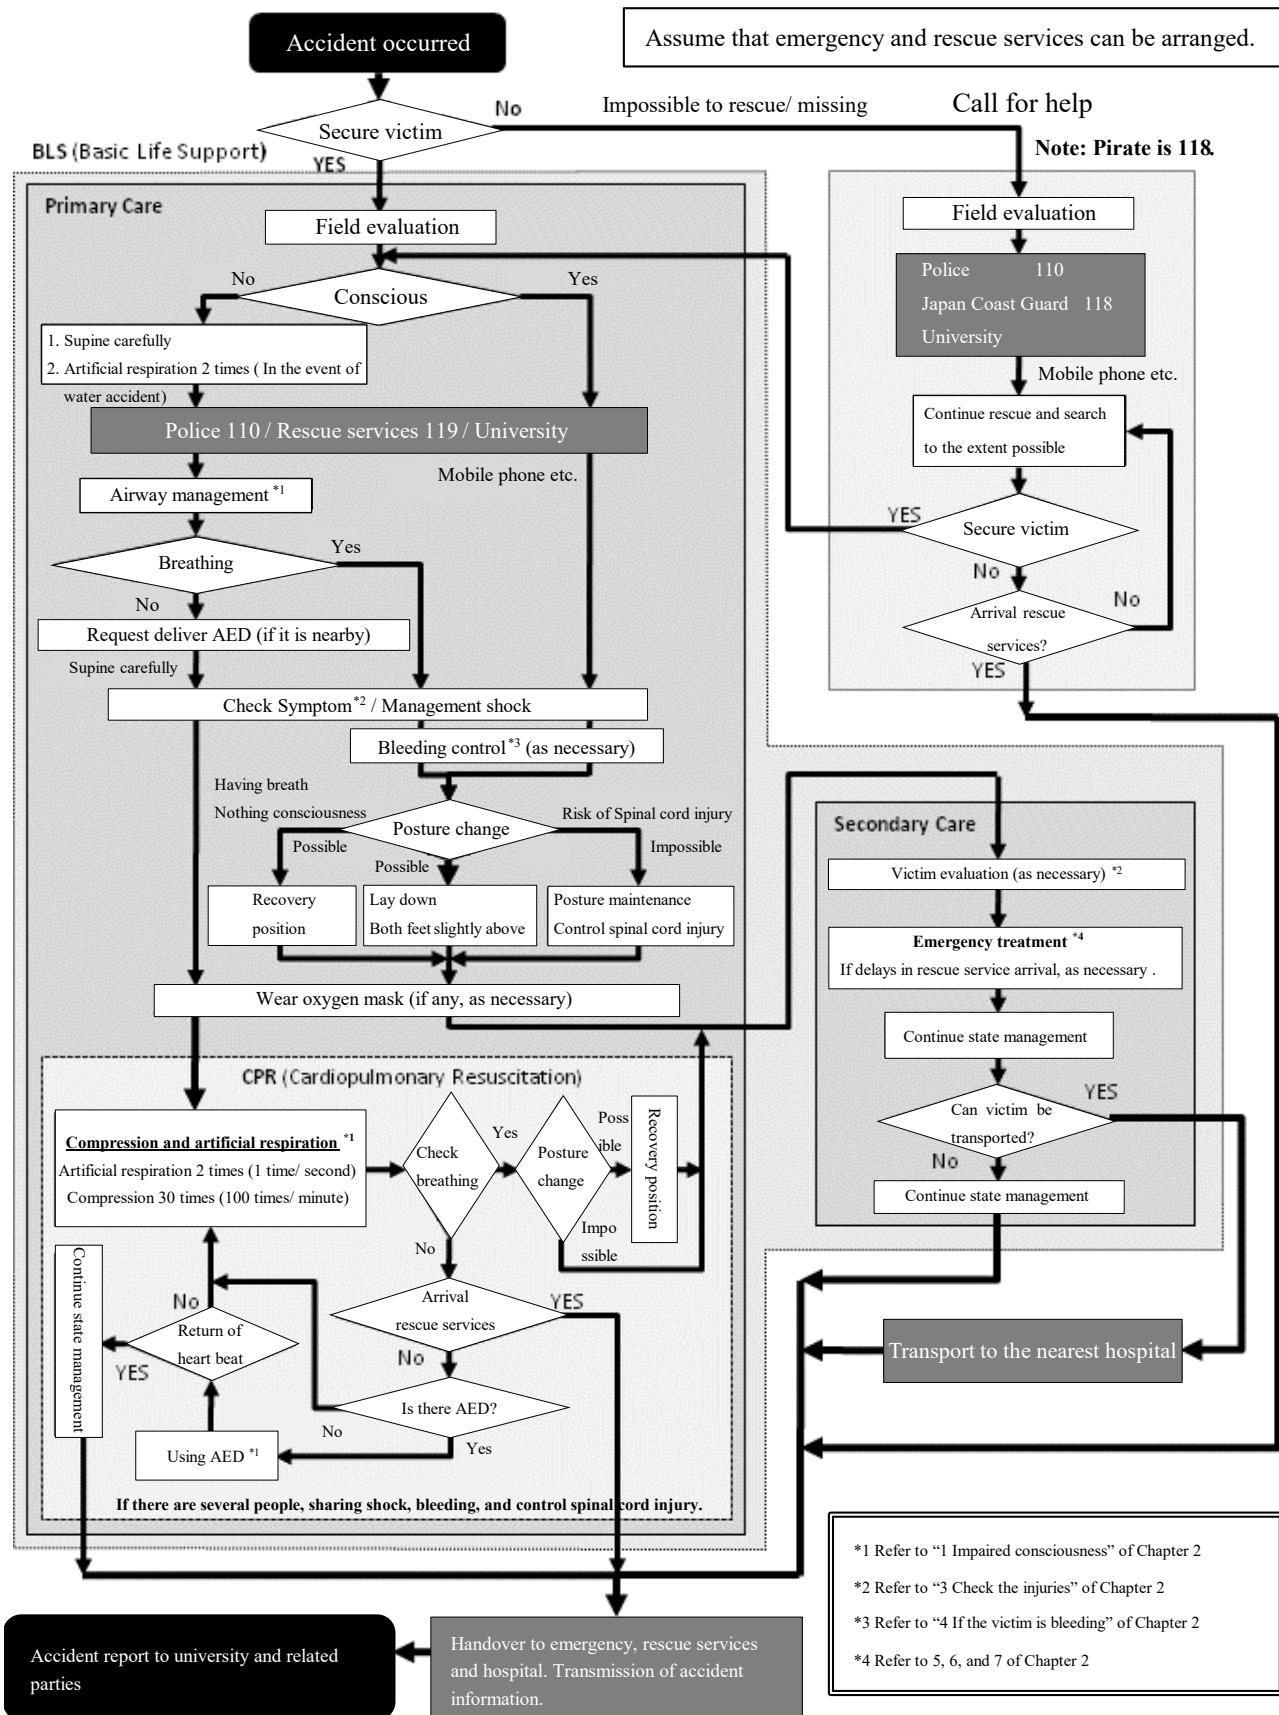 Accident occurred
Assume that emergency and rescue services can be arranged.
Secure victim
No
Impossible to rescue/ missing
Call for help
Note: Pirate is 118.
YES
BLS (Basic Life Support)
Primary Care
Field evaluation
No
Yes
Conscious
1. Supine carefully
2. Artificial respiration 2 times ( In the event of
water accident)
Police 110 / Rescue services 119 / University
Mobile phone etc.
Airway management *1
Breathing
Yes
No
Request deliver AED (if it is nearby)
Supine carefully
Check Symptom*2 / Management shock
Bleeding control*3 (as necessary)
Having breath
Nothing consciousness
Posture change
Risk of Spinal cord injury
Possible
Possible
Impossible
Recovery
position
Lay down
Both feet slightly above
Posture maintenance
Control spinal cord injury
Wear oxygen mask (if any, as necessary)
CPR (Cardiopulmonary Resuscitation)
Compression and artificial respiration *1
Artificial respiration 2 times (1 time/ second)
Compression 30 times (100 times/ minute)
Check
breathing
Yes
Posture
change
Poss
ible
Recovery position
Impo
ssible
No
Arrival
rescue services
YES
No
Is there AED?
No
Yes
Using AED *1
Return of
heart beat
No
YES
Continue state management
If there are several people, sharing shock, bleeding, and control spinal cord injury.
Field evaluation
Police 110
Japan Coast Guard 118
University
Mobile phone etc.
Continue rescue and search
to the extent possible
Secure victim
YES
No
Arrival rescue
services?
No
YES
Secondary Care
Victim evaluation (as necessary) *2
Emergency treatment *4
If delays in rescue service arrival, as necessary .
Continue state management
Can victim be
transported?
YES
No
Continue state management
Transport to the nearest hospital
*1 Refer to “1 Impaired consciousness” of Chapter 2
*2 Refer to “3 Check the injuries” of Chapter 2
*3 Refer to “4 If the victim is bleeding” of Chapter 2
*4 Refer to 5, 6, and 7 of Chapter 2
Handover to emergency, rescue services
and hospital. Transmission of accident
information.
Accident report to university and related
parties